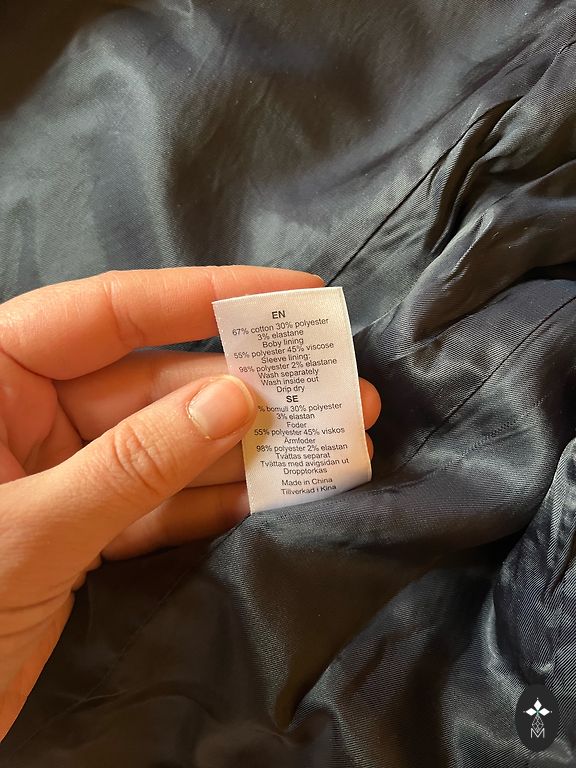 EN
67% cotton 30% polyester
3% elastane
Boby lining
55% polyester 45% viscose
Sleeve lining:
98% polyester 2% elastane
Wash separately
Wash inside out
Drip dry
SE
% bomull 30% polyester
3% elastan
Foder
55% polyester 45% viskos
Ärmfoder
98% polyester 2% elastan
Tvättas separat
Tvättas med avigsidan ut
Dropptorkas
Made in China
Tillverkad i Kina
M